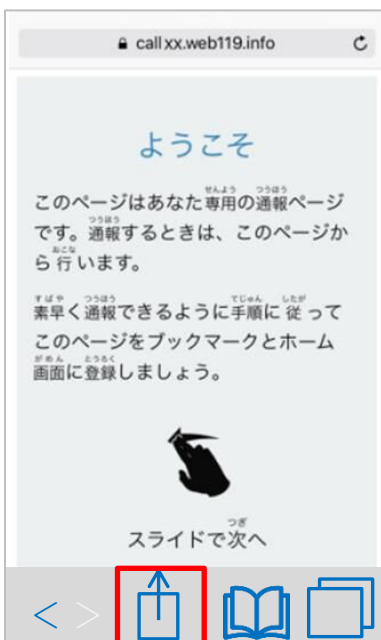 call xx.web119.info
ようこそ
このページはあなた専用の通報ページ
です。通報するときは、このページか
ら行います。
素早く通報できるように手順に従って
このページをブックマークとホーム
画面に登録しましょう。
スライドで次へ